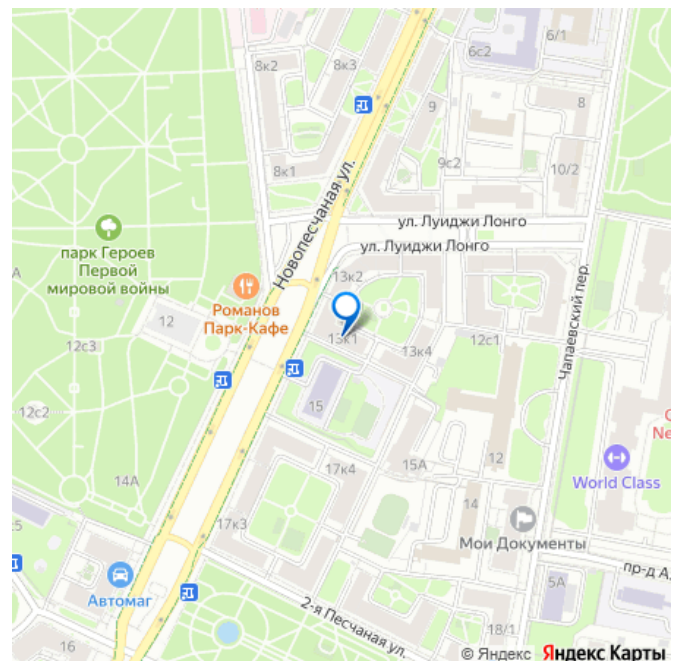 6/1
6с2
8к2
8к3
9
8
9с2
10/2
8к1
Новопесчаная ул.
ул. Луиджи Лонго
ул. Луиджи Лонго
парк Героев
Первой
мировой войны
13к2
Чапаевский пер.
Романов
Парк-Кафе
12
13к1
13к4
12с1
12с3
15
12с2
17к4
15А
12
World Class
14А
14
Мои Документы
17к3
пр-д А
5А
Автомаг
2-я Песчаная ул.
18/1
16
© Яндекс Яндекс Карты